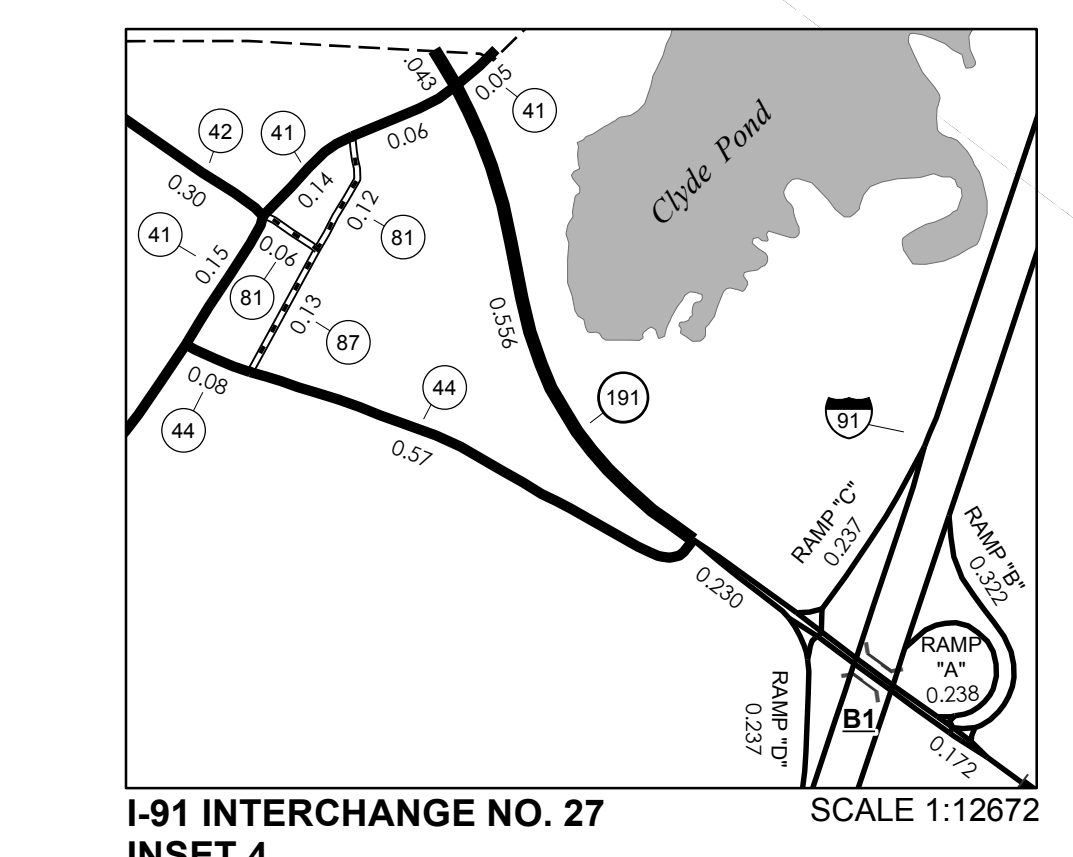 .043
0.05
41
42
41
0.06
0.30
0.14
0.12
81
41
0.15
0.06
81
0.13
87
0.556
Clyde Pond
0.08
44
44
0.57
191
91
RAMP "C"
0.237
RAMP "B"
0.322
0.230
RAMP
"A"
0.238
RAMP "D"
0.237
B1
0.172
I-91 INTERCHANGE NO. 27
SCALE 1:12672
INSET 4